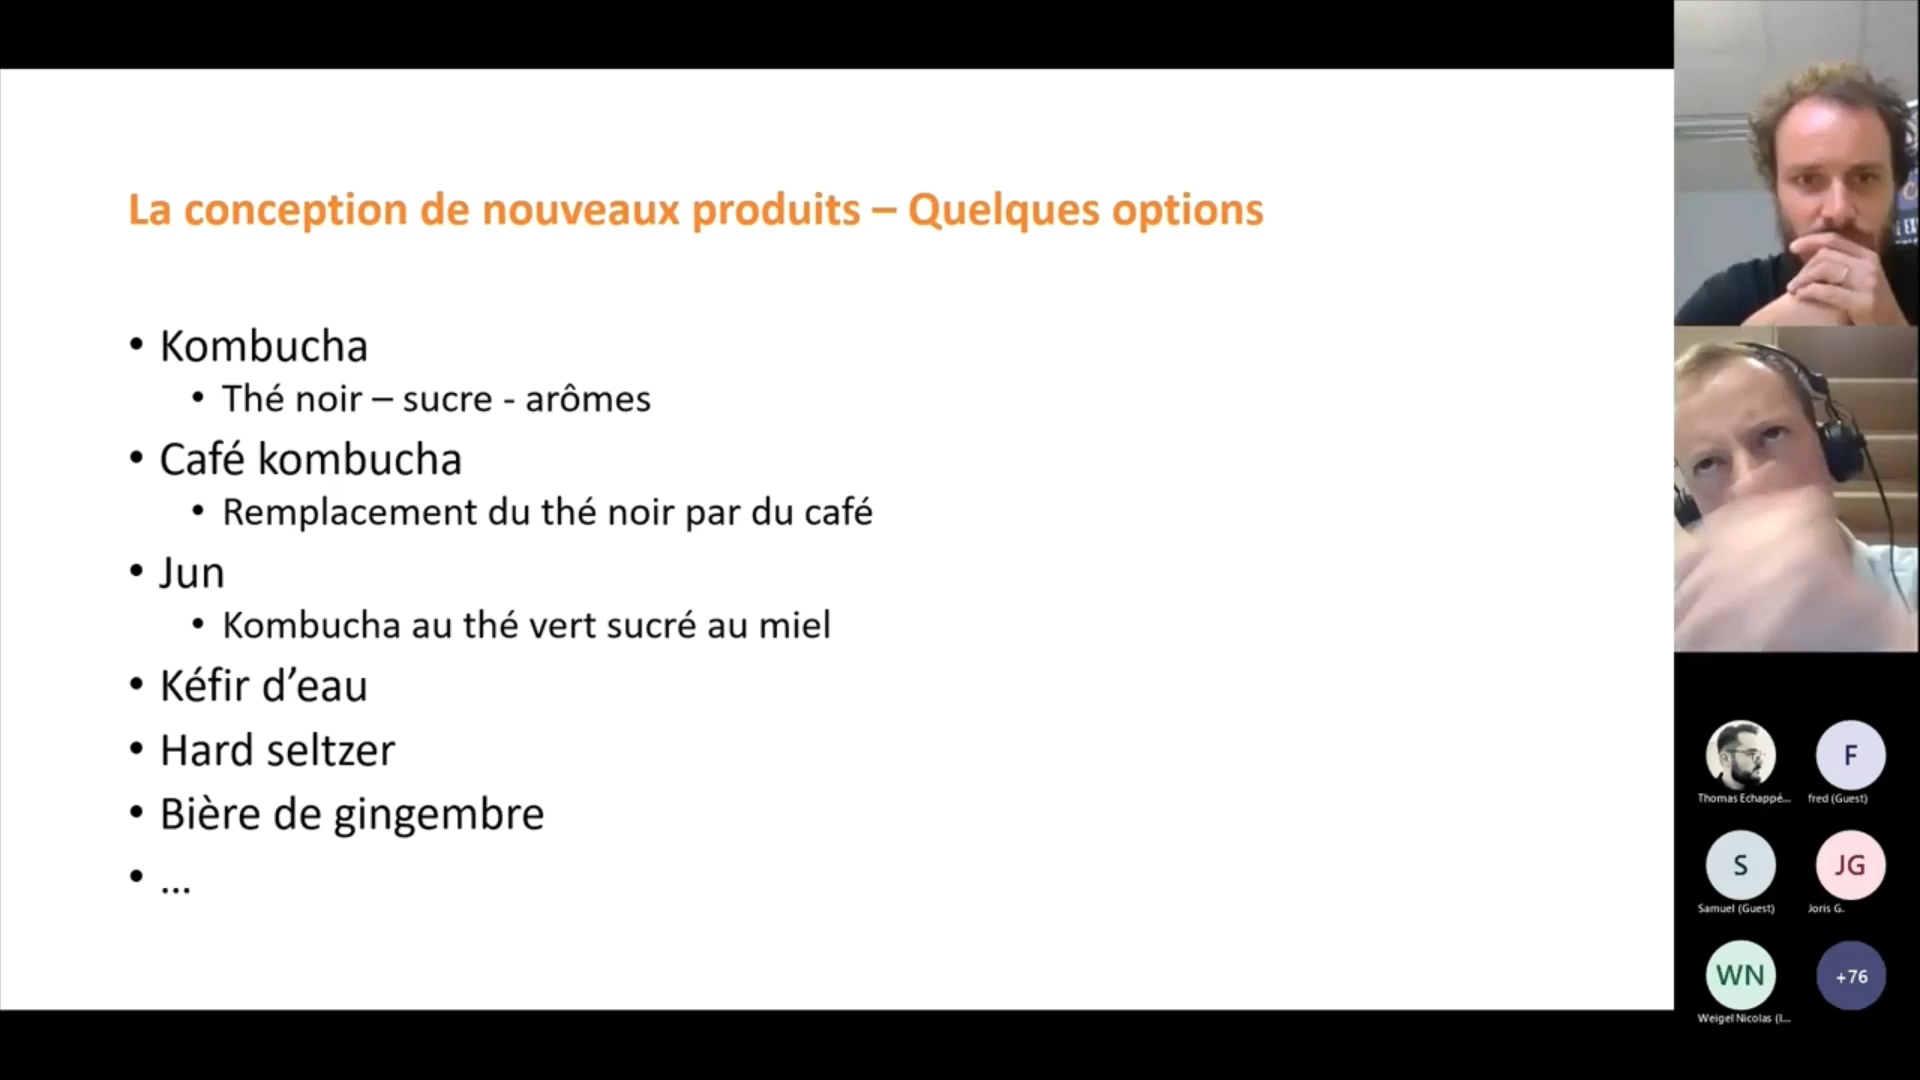 La conception de nouveaux produits – Quelques options
• Kombucha
• Thé noir – sucre - arômes
• Café kombucha
• Remplacement du thé noir par du café
• Jun
• Kombucha au thé vert sucré au miel
• Kéfir d’eau
• Hard seltzer
• Bière de gingembre
• ...
F
Thomas Echappé...
fred (Guest)
S
JG
Samuel (Guest)
Joris G.
WN
+76
Weigel Nicolas (I...